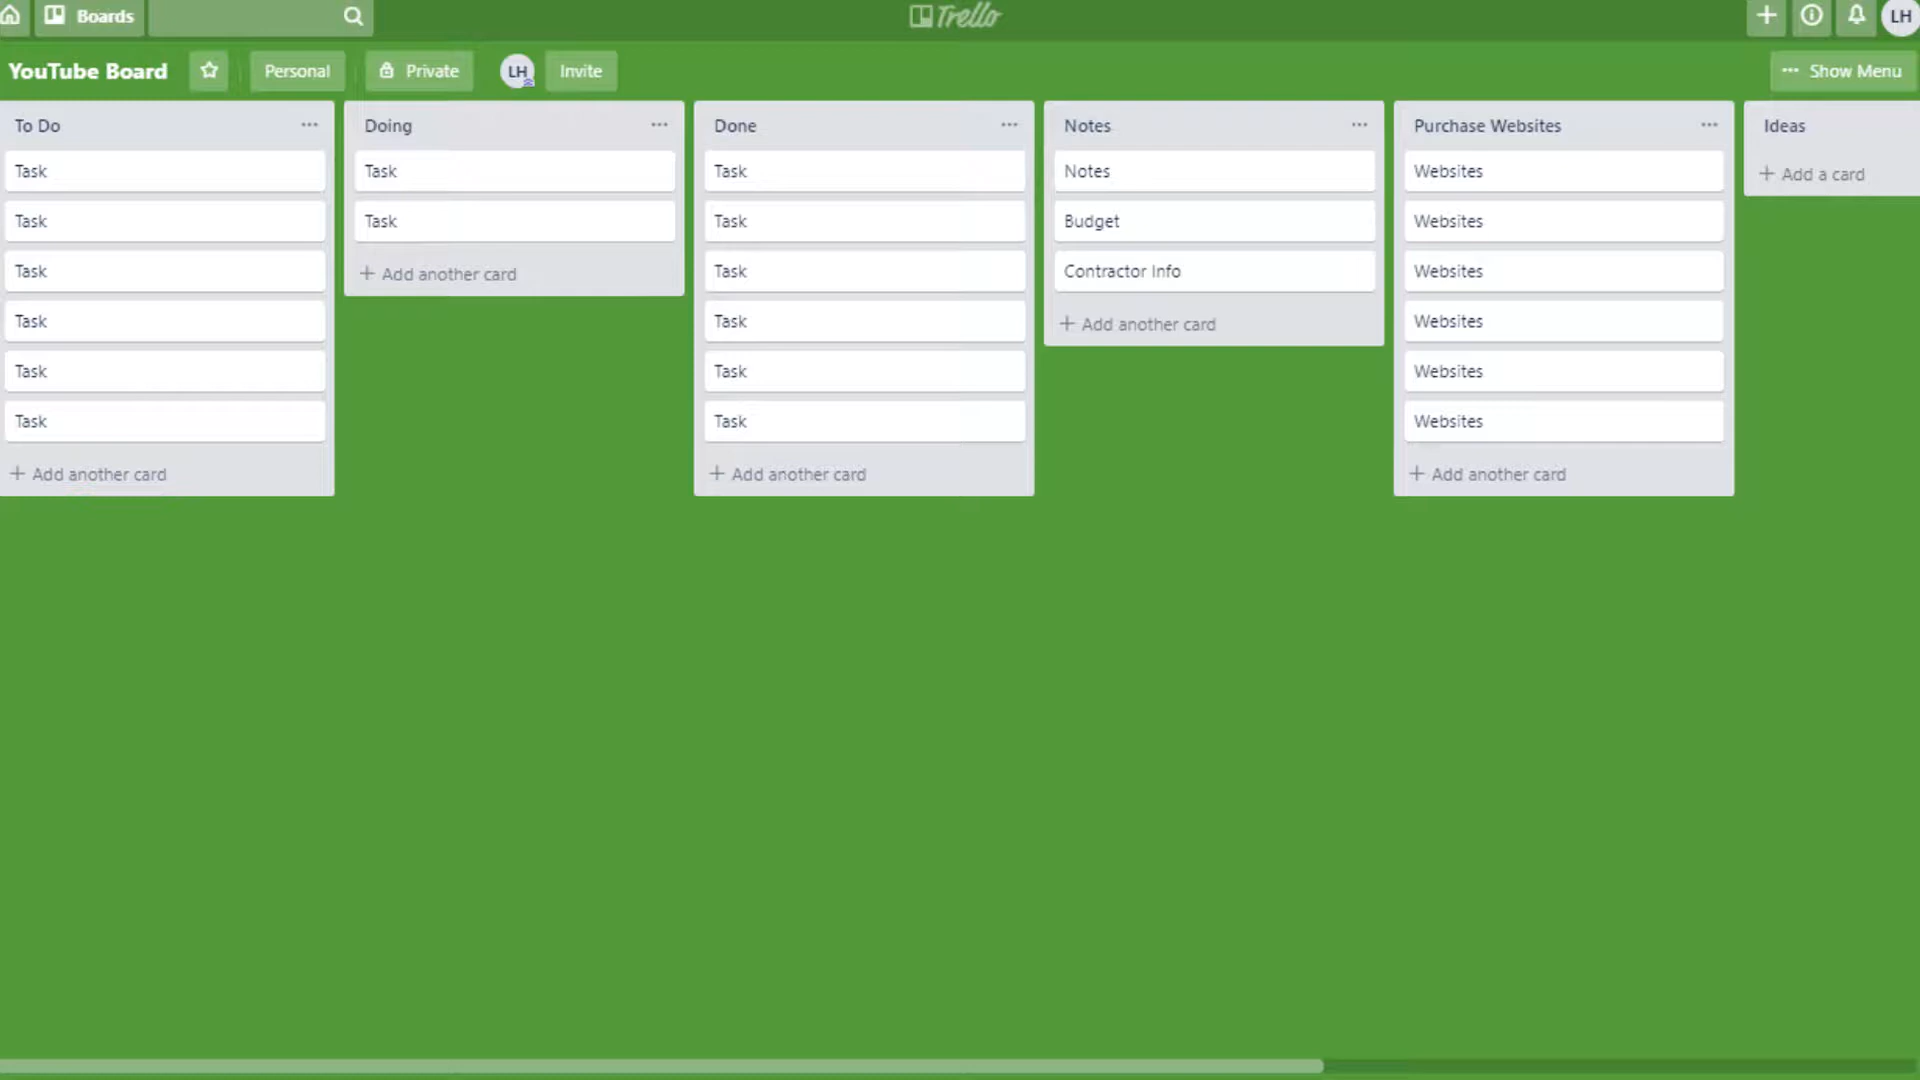 Boards
Trello
LH
YouTube Board
Personal
Private
LH
Invite
Show Menu
To Do
Task
Task
Task
Task
Task
Task
+ Add another card
Doing
Task
Task
+ Add another card
Done
Task
Task
Task
Task
Task
Task
+ Add another card
Notes
Notes
Budget
Contractor Info
+ Add another card
Purchase Websites
Websites
Websites
Websites
Websites
Websites
Websites
+ Add another card
Ideas
+ Add a card